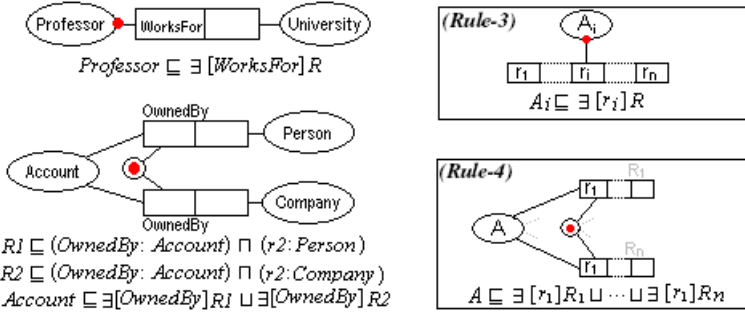 Professor WorksFor University
Professor ⊑ ∃ [WorksFor] R
OwnedBy
Person
Account
Company
OwnedBy
R1 ⊑ (OwnedBy: Account) ⊓ (r2:Person)
R2 ⊑ (OwnedBy: Account) ⊓ (r2:Company)
Account ⊑ ∃[OwnedBy] R1 ⊔ ∃[OwnedBy] R2
(Rule-3)
Ai
r1 ri rn
Ai ⊑ ∃ [ri] R
(Rule-4)
R1
r1
A
Rn
r1
A ⊑ ∃ [r1] R1 ⊔ ··· ⊔ ∃ [r1] Rn